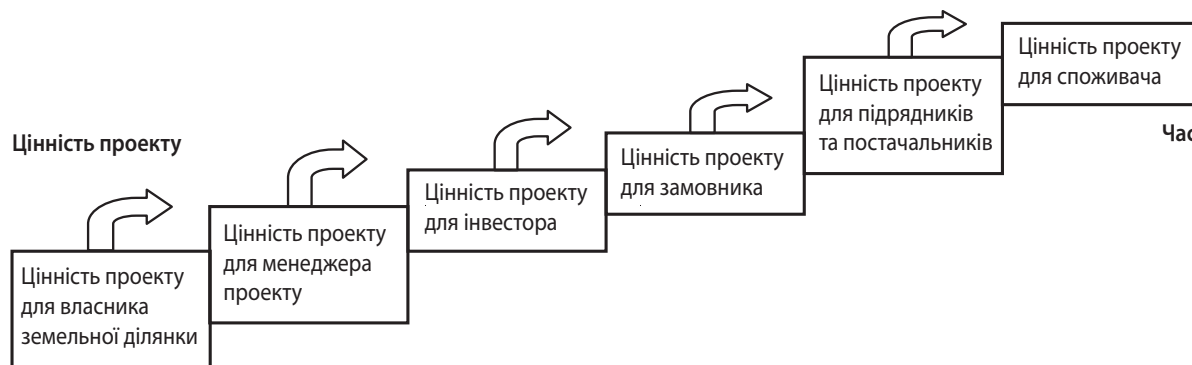 Цінність проекту
Цінність проекту
для власника
земельної ділянки
Цінність проекту
для менеджера
проекту
Цінність проекту
для інвестора
Цінність проекту
для замовника
Цінність проекту
для підрядників
та постачальників
Цінність проекту
для споживача
Час